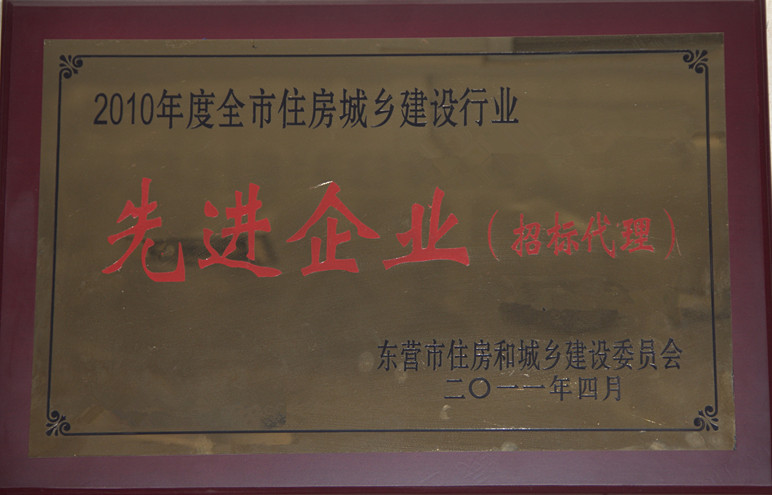 2010年度全市住房城乡建设行业
先进企业(招标代理)
东营市住房和城乡建设委员会
二〇一一年四月